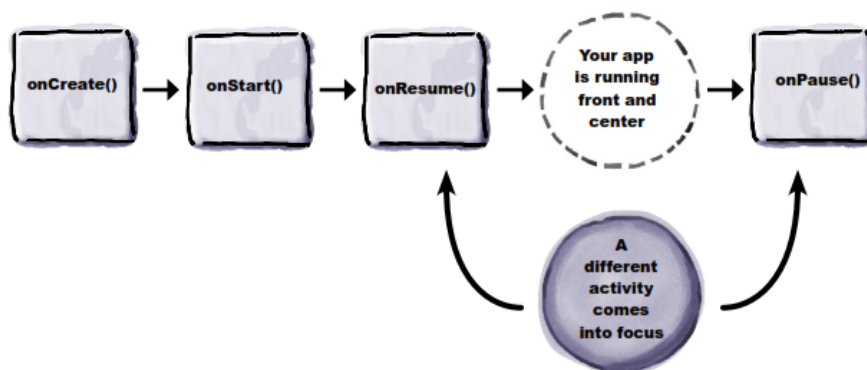 onCreate()
onStart()
onResume()
Your app
is running
front and
center
onPause()
A
different
activity
comes
into focus